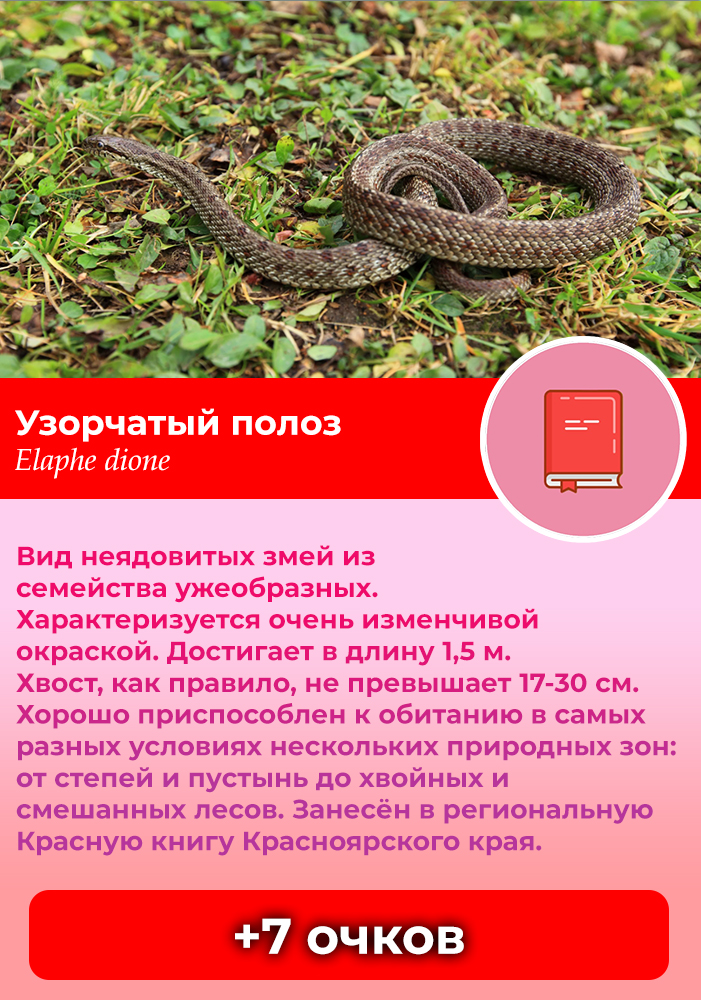 Узорчатый полоз
Elaphe dione
Вид неядовитых змей из
семейства ужеобразных.
Характеризуется очень изменчивой
окраской. Достигает в длину 1,5 м.
Хвост, как правило, не превышает 17-30 см.
Хорошо приспособлен к обитанию в самых
разных условиях нескольких природных зон:
от степей и пустынь до хвойных и
смешанных лесов. Занесён в региональную
Красную книгу Красноярского края.
+7 очков